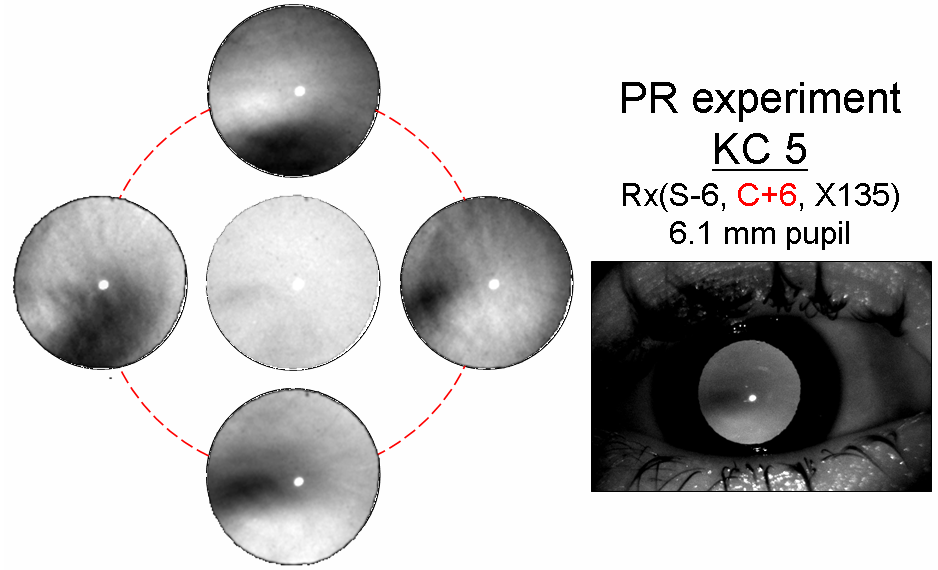 PR experiment
KC 5
Rx(S-6, C+6, X135)
6.1 mm pupil